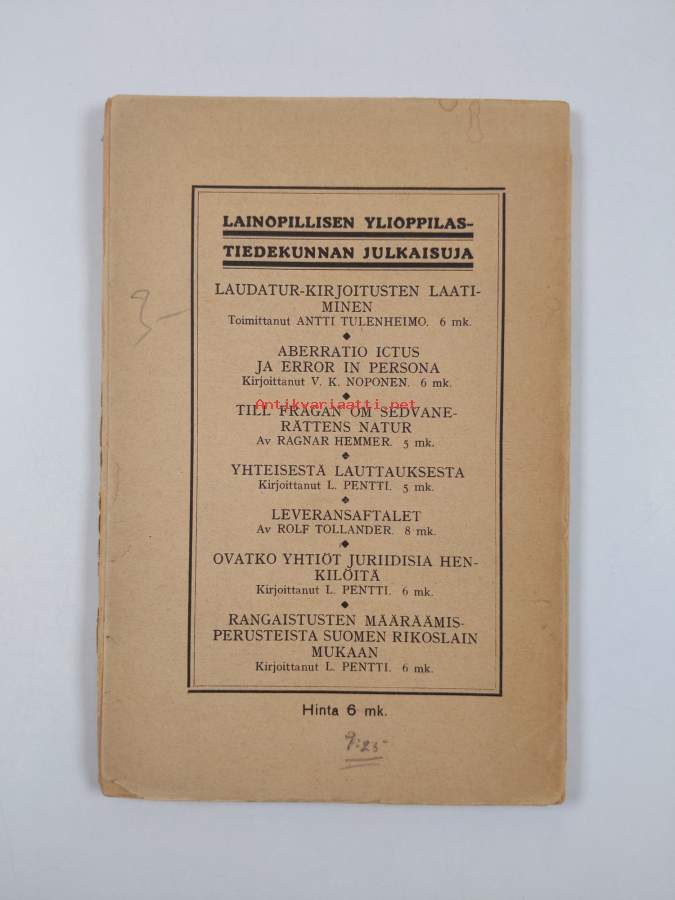 LAINOPILLISEN YLIOPPILAS-
TIEDEKUNNAN JULKAISUJA
LAUDATUR-KIRJOITUSTEN LAATI-
MINEN
Toimittanut ANTTI TULENHEIMO. 6 mk.
ABERRATIO ICTUS
JA ERROR IN PERSONA
Kirjoittanut V. K. NOPONEN. 6 mk.
Antikvariaatti.net
TILL FRÅGAN OM SEDVANE-
RÄTTENS NATUR
Av RAGNAR HEMMER. 5 mk.
YHTEISESTÄ LAUTTAUKSESTA
Kirjoittanut L. PENTTI. 5 mk.
LEVERANSAFTALET
Av ROLF TOLLANDER. 8 mk.
OVATKO YHTIÖT JURIIDISIA HEN-
KILÖITÄ
Kirjoittanut L. PENTTI. 6 mk.
RANGAISTUSTEN MÄÄRÄÄMIS-
PERUSTEISTA SUOMEN RIKOSLAIN
MUKAAN
Kirjoittanut L. PENTTI. 6 mk.
Hinta 6 mk.
9:25
3-